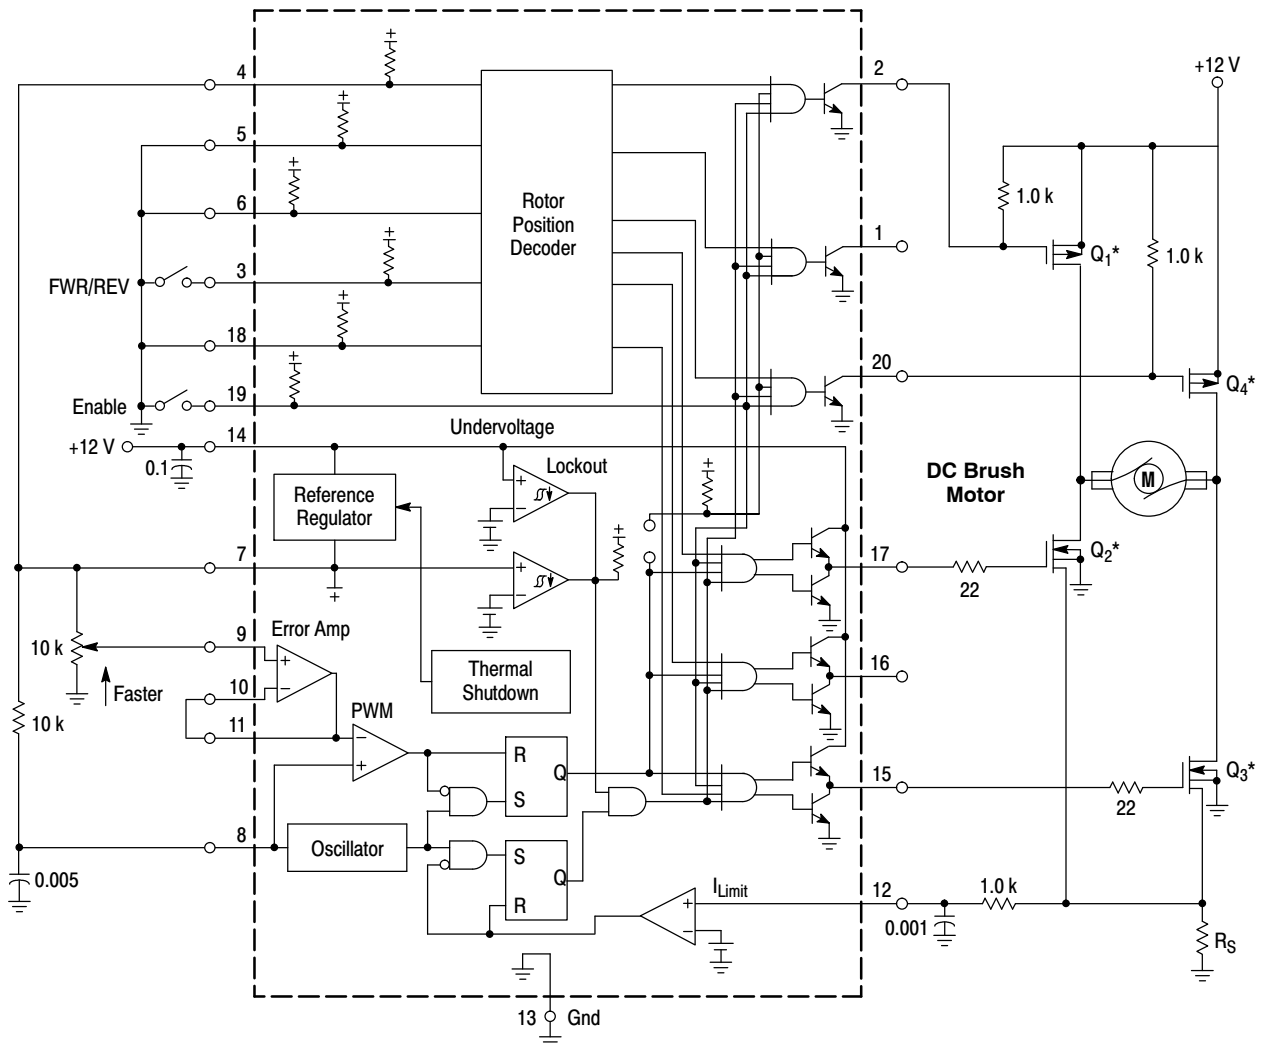 4
2
+12 V
5
1.0 k
6
Rotor
Position
Decoder
1
Q1*
1.0 k
FWR/REV
3
18
20
Q4*
Enable
19
+12 V
14
0.1
Undervoltage
Lockout
DC Brush
Motor
M
Reference
Regulator
7
17
22
Q2*
10 k
9
Error Amp
Faster
10
Thermal
Shutdown
16
11
10 k
PWM
R
Q
S
15
22
Q3*
8
Oscillator
S
Q
R
0.005
ILimit
12
1.0 k
0.001
RS
13
Gnd